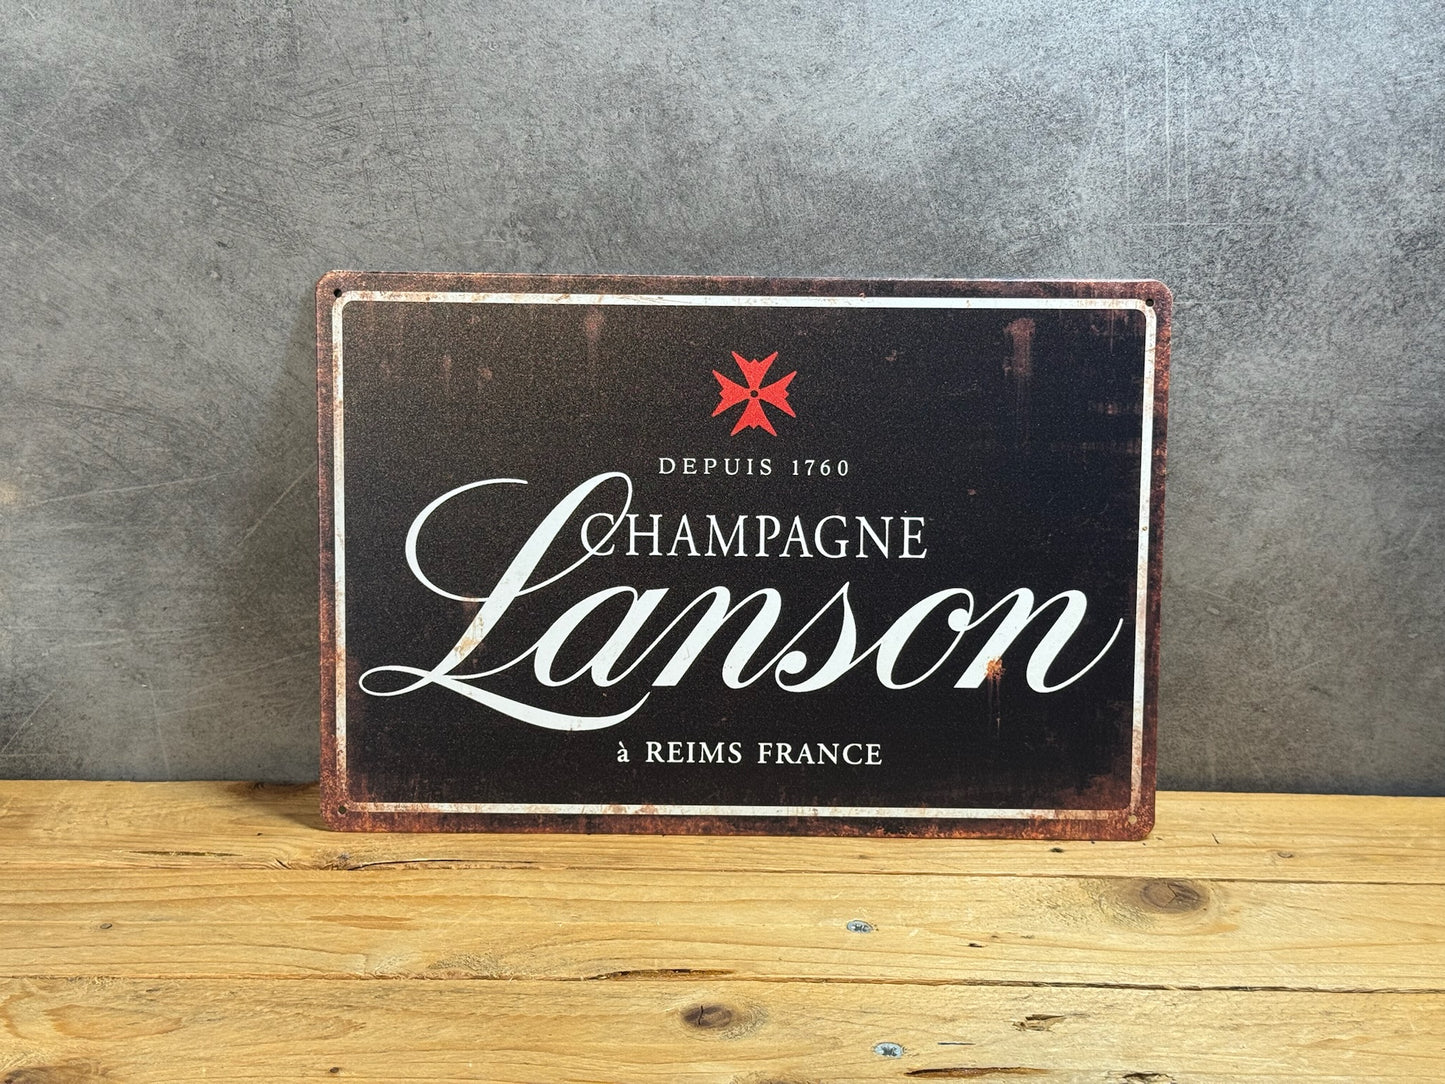 DEPUIS 1760
CHAMPAGNE
Lanson
à REIMS FRANCE